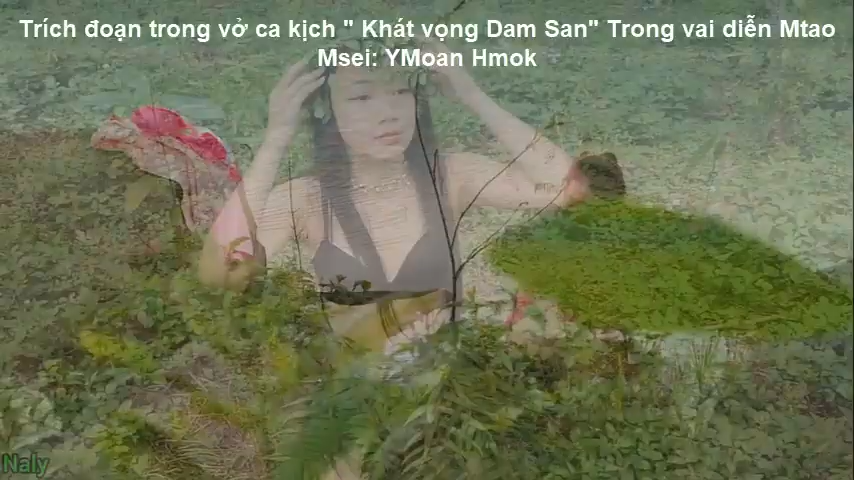 Trích đoạn trong vở ca kịch " Khát vọng Dam San" Trong vai diễn Mtao
Msei: YMoan Hmok
Naly